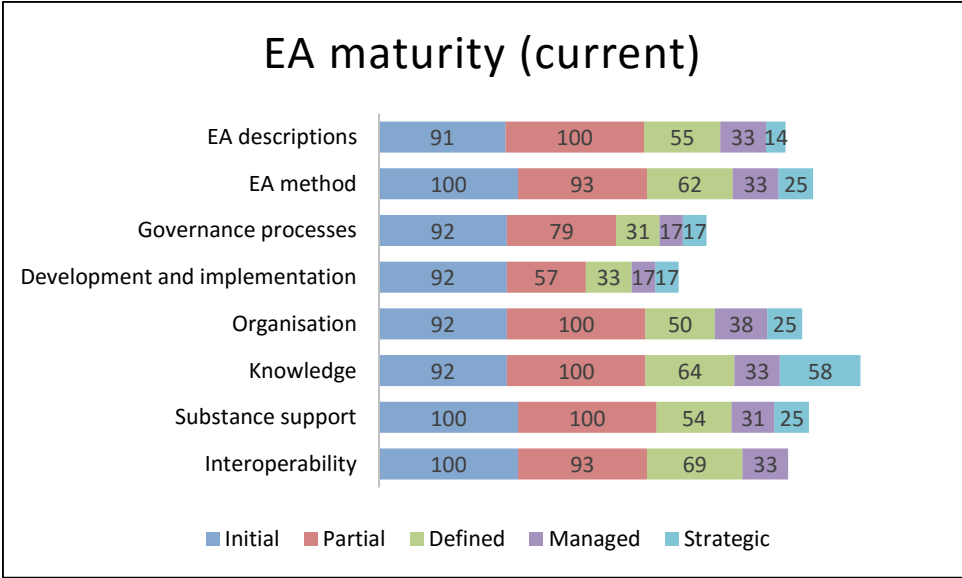 EA maturity (current)
EA descriptions 91 100 55 33 14
EA method 100 93 62 33 25
Governance processes 92 79 31 17 17
Development and implementation 92 57 33 17 17
Organisation 92 100 50 38 25
Knowledge 92 100 64 33 58
Substance support 100 100 54 31 25
Interoperability 100 93 69 33
Initial Partial Defined Managed Strategic